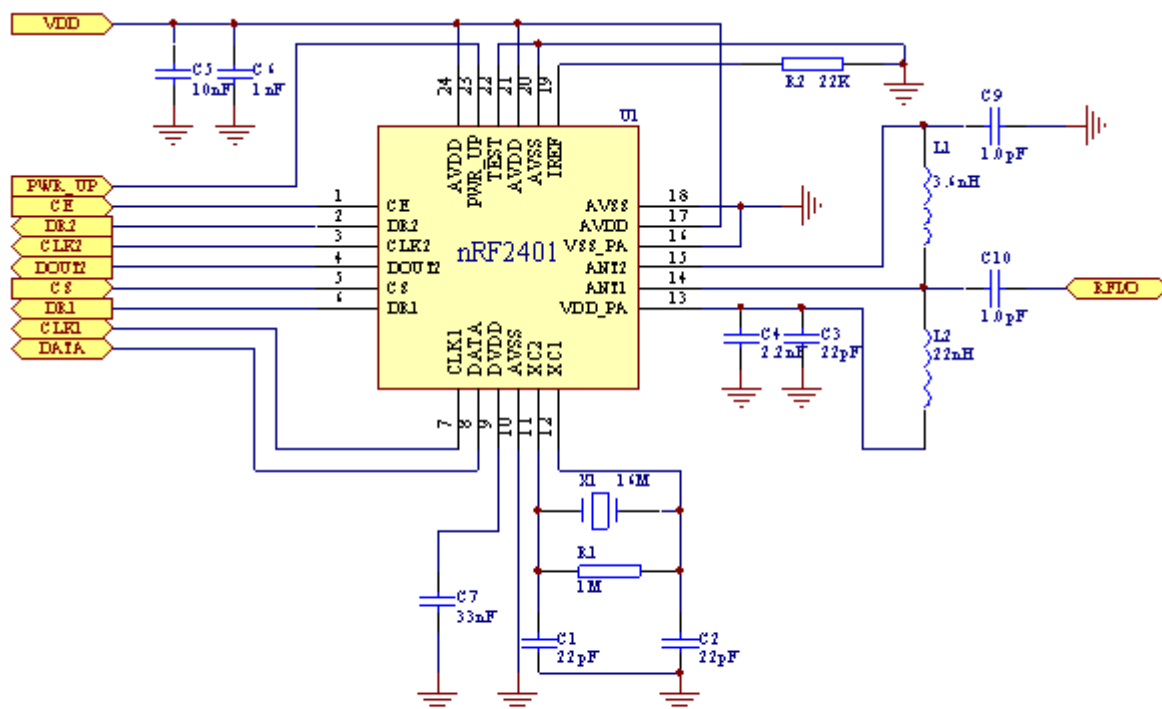 VDD
C5
10nF
C6
1nF
24
23
22
21
20
19
R2 22K
C9
1.0pF
U1
AVDD
PWR_UP
TEST
AVDD
AVSS
IREF
L1
3.6nH
PWR_UP
CE
DR2
CLK2
DOUT2
CS
DR1
CLK1
DATA
1
2
3
4
5
6
CE
DR2
CLK2
DOUT2
CS
DR1
nRF2401
AVSS
AVDD
VSS_PA
ANT2
ANT1
VDD_PA
18
17
16
15
14
13
C10
1.0pF
RFI/O
C4
2.2nF
C3
22pF
L2
22nH
CLK1
DATA
DVDD
AVSS
XC2
XC1
7
8
9
10
11
12
X1 16M
R1
1M
C7
33nF
C1
22pF
C2
22pF